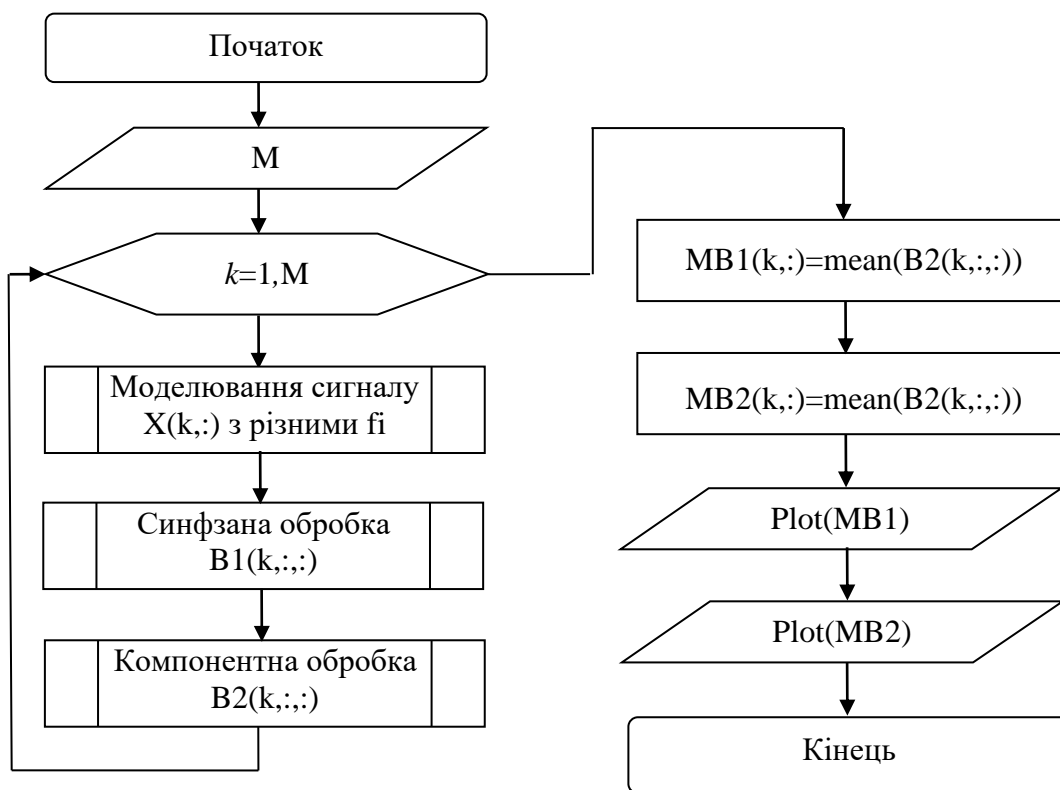 Початок
M
k=1,M
Моделювання сигналу
X(k,:) з різними fi
Синфзана обробка
B1(k,:,:)
Компонентна обробка
B2(k,:,:)
MB1(k,:)=mean(B2(k,:,:))
MB2(k,:)=mean(B2(k,:,:))
Plot(MB1)
Plot(MB2)
Кінець